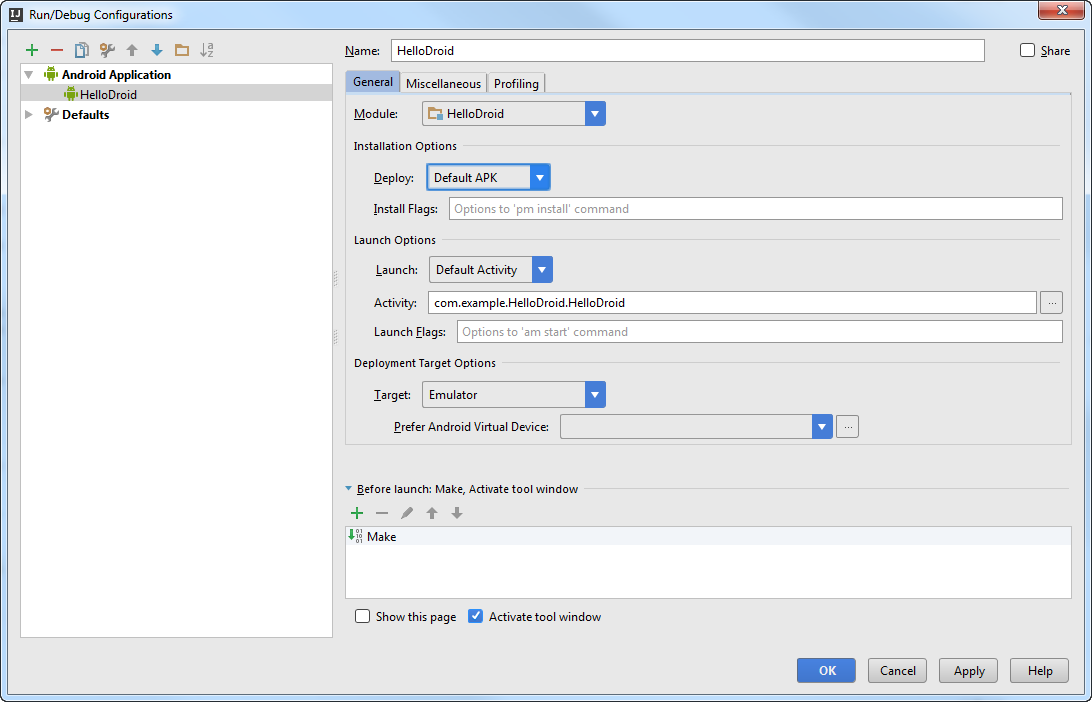 Run/Debug Configurations
Name: HelloDroid Share
Android Application
HelloDroid
Defaults
General Miscellaneous Profiling
Module: HelloDroid
Installation Options
Deploy: Default APK
Install Flags: Options to 'pm install' command
Launch Options
Launch: Default Activity
Activity: com.example.HelloDroid.HelloDroid ...
Launch Flags: Options to 'am start' command
Deployment Target Options
Target: Emulator
Prefer Android Virtual Device: ...
Before launch: Make, Activate tool window
Make
Show this page Activate tool window
OK Cancel Apply Help